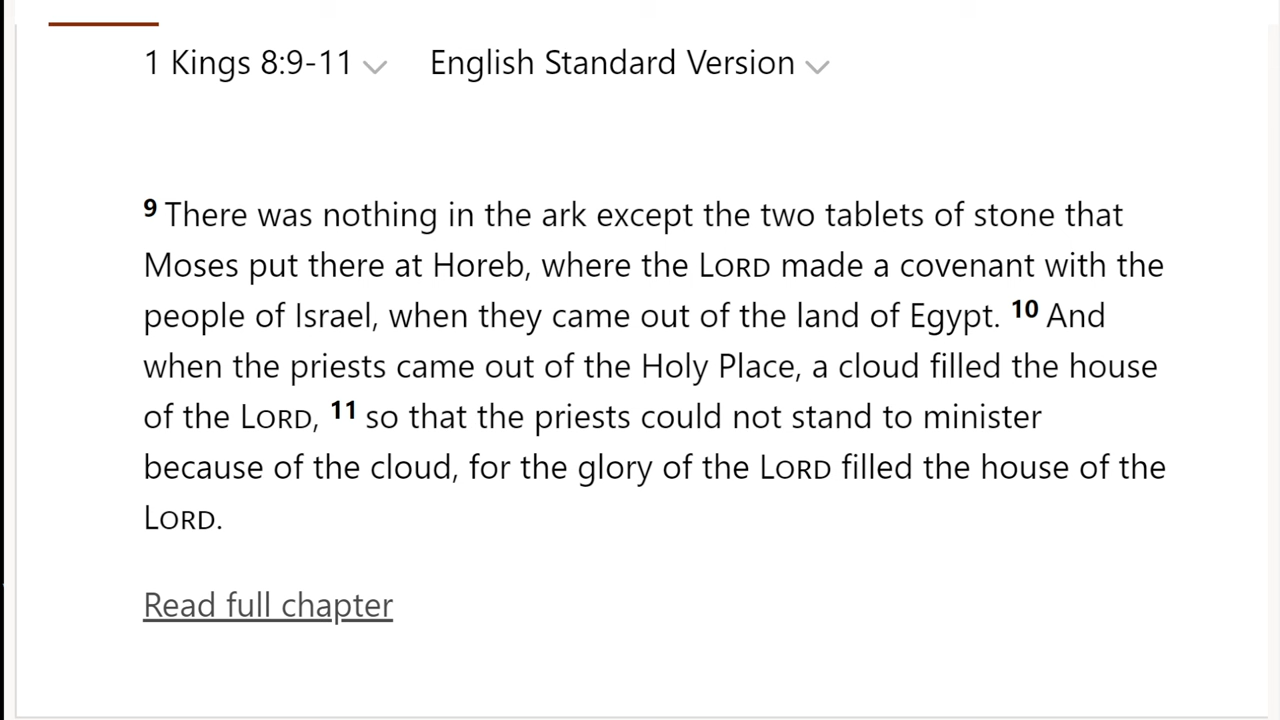 1 Kings 8:9-11 English Standard Version
9 There was nothing in the ark except the two tablets of stone that
Moses put there at Horeb, where the LORD made a covenant with the
people of Israel, when they came out of the land of Egypt. 10 And
when the priests came out of the Holy Place, a cloud filled the house
of the LORD, 11 so that the priests could not stand to minister
because of the cloud, for the glory of the LORD filled the house of the
LORD.
Read full chapter